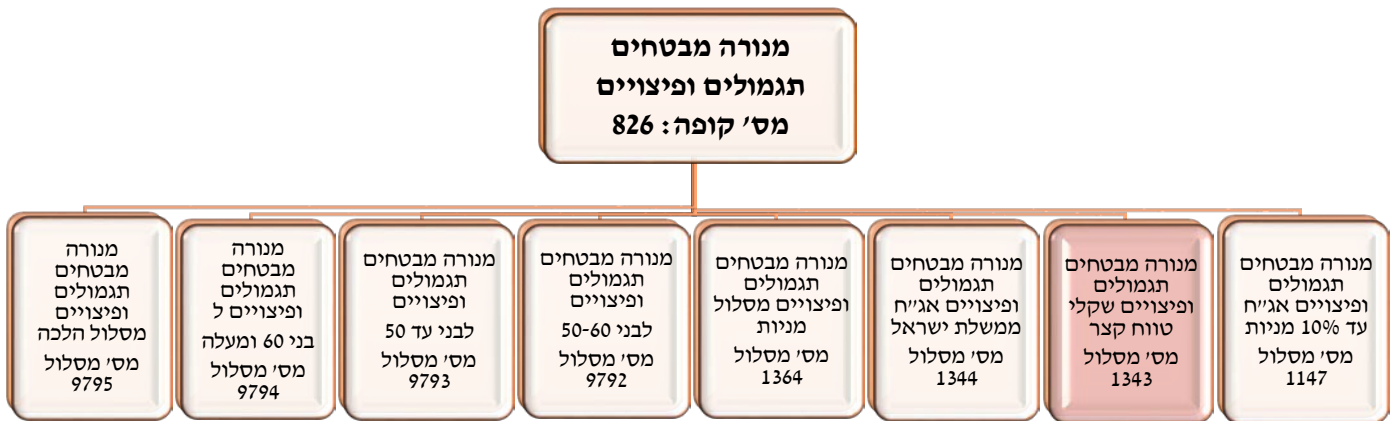 מנורה מבטחים
תגמולים ופיצויים
מס׳ קופה: 826
מנורה מבטחים
תגמולים
ופיצויים אג״ח
עד 10% מניות
מס׳ מסלול
1147
מנורה מבטחים
תגמולים
ופיצויים שקלי
טווח קצר
מס׳ מסלול
1343
מנורה מבטחים
תגמולים
ופיצויים אג״ח
ממשלת ישראל
מס׳ מסלול
1344
מנורה מבטחים
תגמולים
ופיצויים מסלול
מניות
מס׳ מסלול
1364
מנורה מבטחים
תגמולים
ופיצויים
לבני 50-60
מס׳ מסלול
9792
מנורה מבטחים
תגמולים
ופיצויים
לבני עד 50
מס׳ מסלול
9793
מנורה
מבטחים
תגמולים
ופיצויים ל
בני 60 ומעלה
מס׳ מסלול
9794
מנורה
מבטחים
תגמולים
ופיצויים
מסלול הלכה
מס׳ מסלול
9795